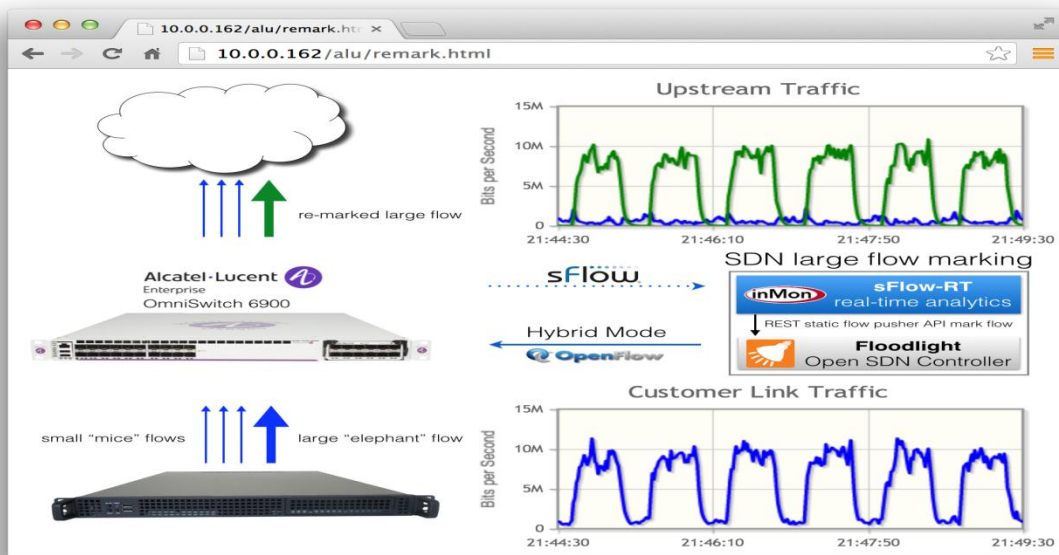 10.0.0.162/alu/remark.ht
10.0.0.162/alu/remark.html
Upstream Traffic
15M
10M
5M
0
Bits per Second
21:44:30
21:46:10
21:47:50
21:49:30
re-marked large flow
Alcatel·Lucent
Enterprise
OmniSwitch 6900
sFlow
Hybrid Mode
OpenFlow
SDN large flow marking
inMon
sFlow-RT
real-time analytics
REST static flow pusher API mark flow
Floodlight
Open SDN Controller
small "mice" flows
large "elephant" flow
Customer Link Traffic
15M
10M
5M
0
Bits per Second
21:44:30
21:46:10
21:47:50
21:49:30